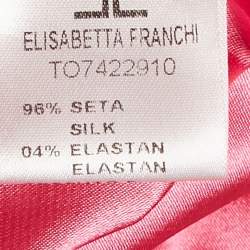 ELISABETTA FRANCHI
TO7422910
96% SETA
SILK
04% ELASTAN
ELASTAN